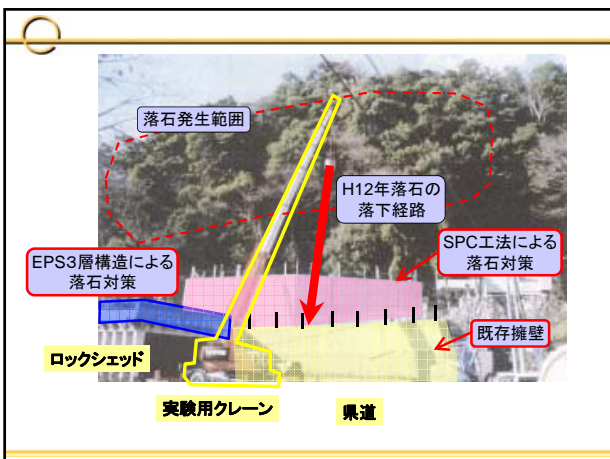 落石発生範囲
H12年落石の
落下経路
SPC工法による
落石対策
EPS3層構造による
落石対策
既存擁壁
ロックシェッド
実験用クレーン
県道